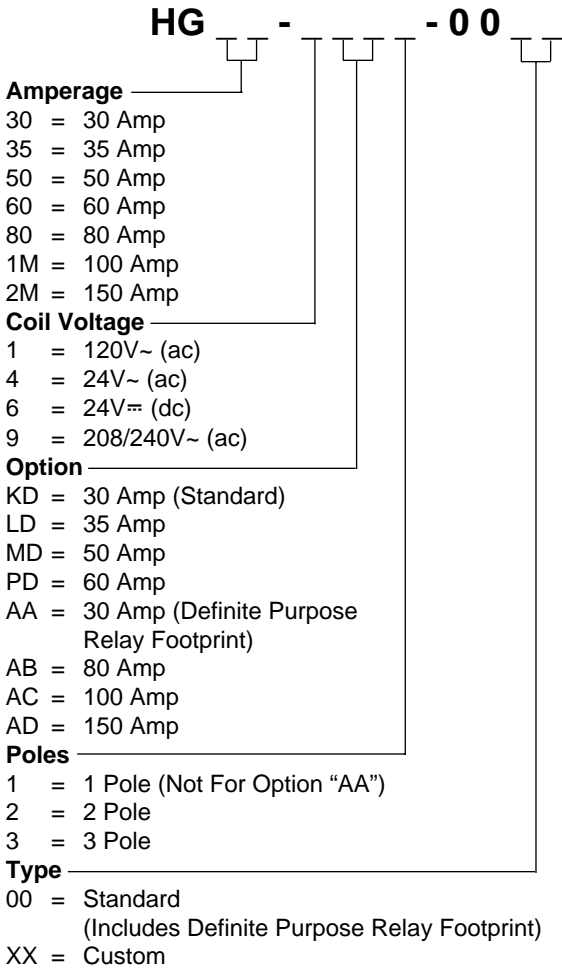 HG _ _ - _ _ _ _ - 0 0 _ _
Amperage
30 = 30 Amp
35 = 35 Amp
50 = 50 Amp
60 = 60 Amp
80 = 80 Amp
1M = 100 Amp
2M = 150 Amp
Coil Voltage
1 = 120V~ (ac)
4 = 24V~ (ac)
6 = 24V⎓ (dc)
9 = 208/240V~ (ac)
Option
KD = 30 Amp (Standard)
LD = 35 Amp
MD = 50 Amp
PD = 60 Amp
AA = 30 Amp (Definite Purpose
Relay Footprint)
AB = 80 Amp
AC = 100 Amp
AD = 150 Amp
Poles
1 = 1 Pole (Not For Option “AA”)
2 = 2 Pole
3 = 3 Pole
Type
00 = Standard
(Includes Definite Purpose Relay Footprint)
XX = Custom